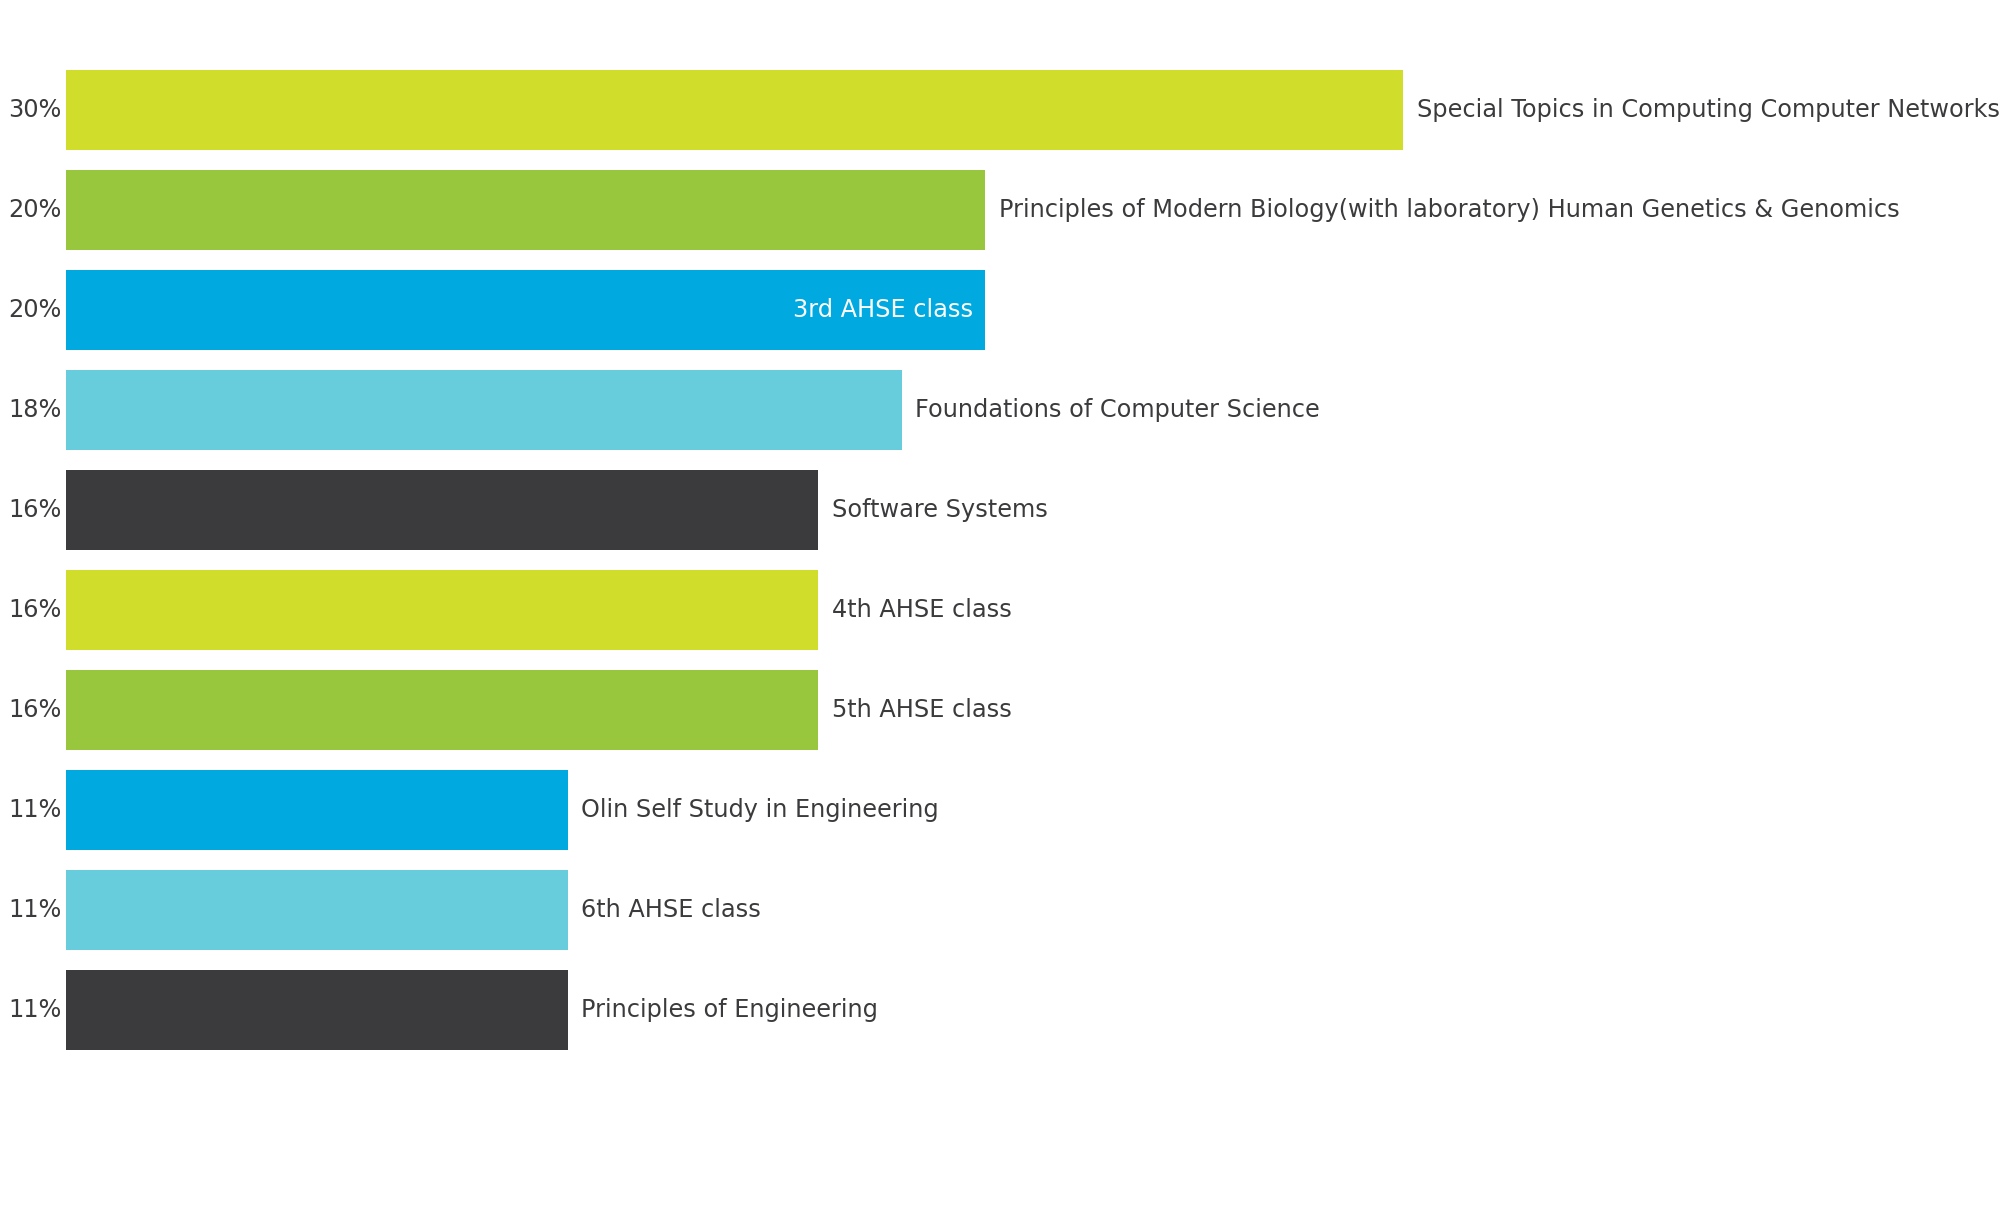 30% Special Topics in Computing Computer Networks
20% Principles of Modern Biology(with laboratory) Human Genetics & Genomics
20% 3rd AHSE class
18% Foundations of Computer Science
16% Software Systems
16% 4th AHSE class
16% 5th AHSE class
11% Olin Self Study in Engineering
11% 6th AHSE class
11% Principles of Engineering